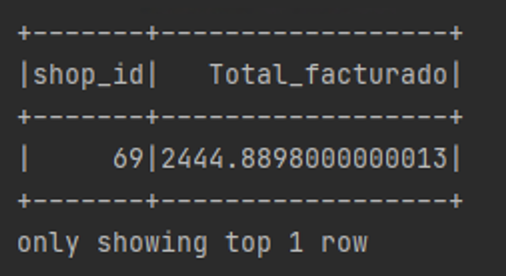 +-------+------------------+
|shop_id|   Total_facturado|
+-------+------------------+
|     69|2444.8898000000013|
+-------+------------------+
only showing top 1 row